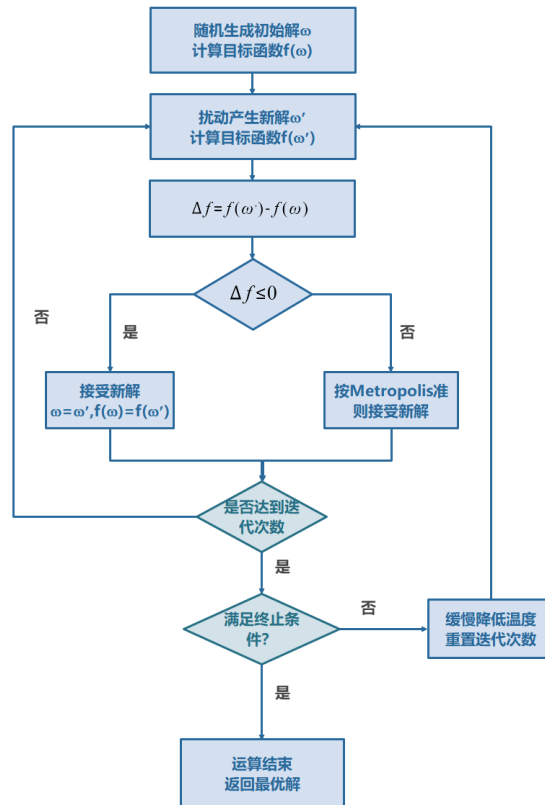 随机生成初始解ω
计算目标函数f(ω)
扰动产生新解ω′
计算目标函数f(ω′)
Δf=f(ω′)-f(ω)
Δf≤0
否
是
否
接受新解
ω=ω′,f(ω)=f(ω′)
按Metropolis准
则接受新解
是否达到迭
代次数
是
满足终止条
件?
否
缓慢降低温度
重置迭代次数
是
运算结束
返回最优解